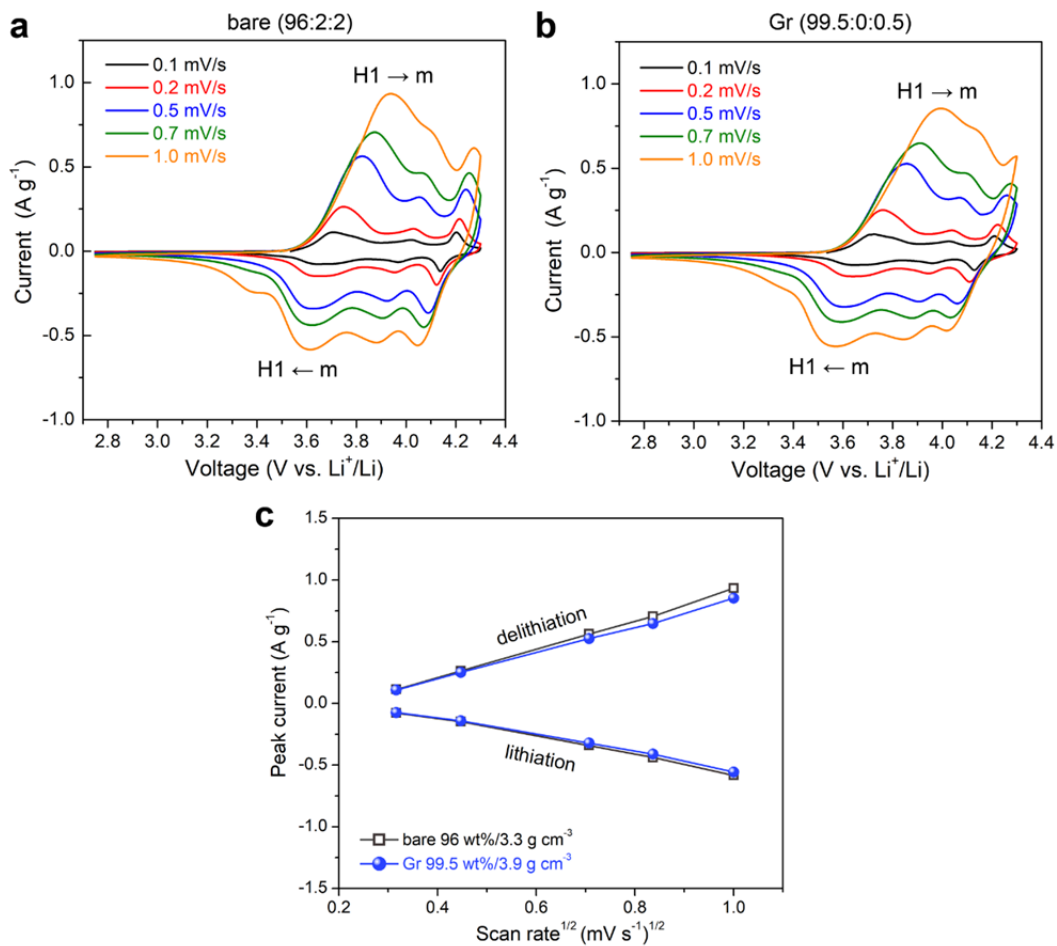 a
bare (96:2:2)
0.1 mV/s
0.2 mV/s
0.5 mV/s
0.7 mV/s
1.0 mV/s
H1 → m
H1 ← m
1.0
0.5
0.0
-0.5
-1.0
Current (A g⁻¹)
2.8 3.0 3.2 3.4 3.6 3.8 4.0 4.2 4.4
Voltage (V vs. Li⁺/Li)
b
Gr (99.5:0:0.5)
0.1 mV/s
0.2 mV/s
0.5 mV/s
0.7 mV/s
1.0 mV/s
H1 → m
H1 ← m
1.0
0.5
0.0
-0.5
-1.0
Current (A g⁻¹)
2.8 3.0 3.2 3.4 3.6 3.8 4.0 4.2 4.4
Voltage (V vs. Li⁺/Li)
c
1.5
1.0
0.5
0.0
-0.5
-1.0
-1.5
Peak current (A g⁻¹)
delithiation
lithiation
bare 96 wt%/3.3 g cm⁻³
Gr 99.5 wt%/3.9 g cm⁻³
0.2 0.4 0.6 0.8 1.0
Scan rate¹ᐟ² (mV s⁻¹)¹ᐟ²